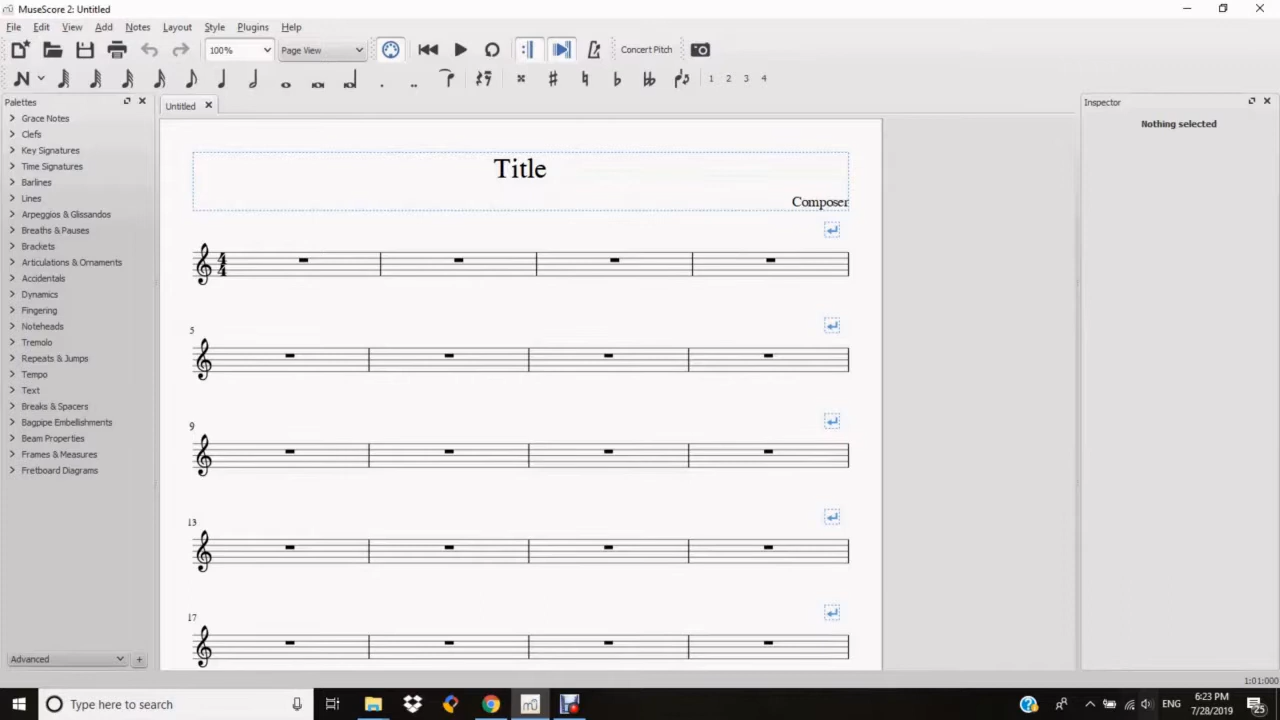 MuseScore 2: Untitled
File Edit View Add Notes Layout Style Plugins Help
100% Page View Concert Pitch
1 2 3 4
Palettes
Untitled
Inspector
Nothing selected
Grace Notes
Clefs
Key Signatures
Time Signatures
Barlines
Lines
Arpeggios & Glissandos
Breaths & Pauses
Brackets
Articulations & Ornaments
Accidentals
Dynamics
Fingering
Noteheads
Tremolo
Repeats & Jumps
Tempo
Text
Breaks & Spacers
Bagpipe Embellishments
Beam Properties
Frames & Measures
Fretboard Diagrams
Advanced
Title
Composer
4
4
5
9
13
17
1:01:000
Type here to search
ENG
6:23 PM
7/28/2019
25